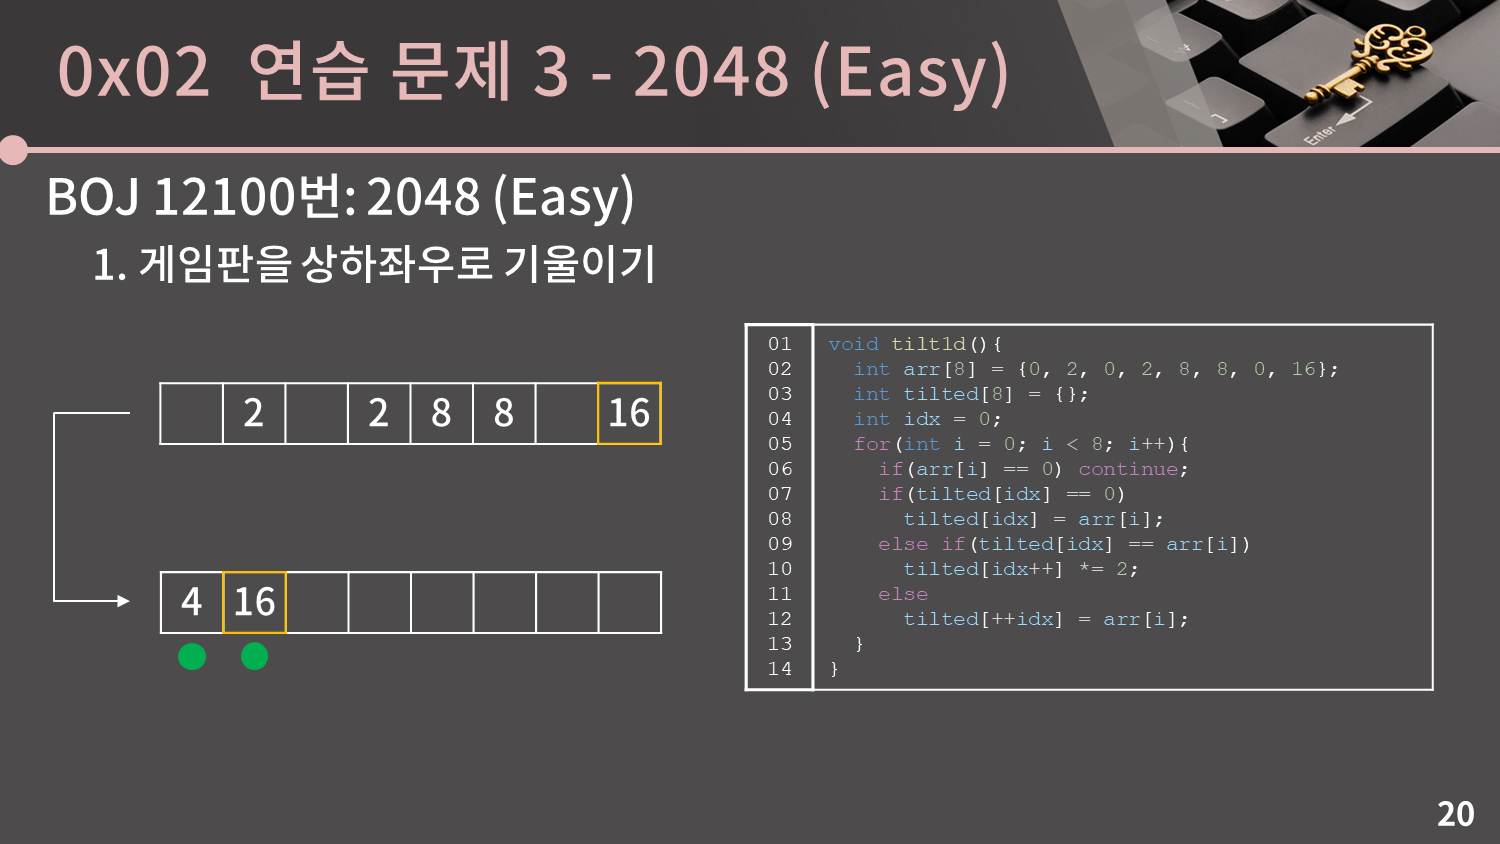 0x02 연습 문제 3 - 2048 (Easy)
Enter
BOJ 12100번: 2048 (Easy)
1. 게임판을 상하좌우로 기울이기
2 2 8 8 16
4 16
01 void tilt1d(){
02 int arr[8] = {0, 2, 0, 2, 8, 8, 0, 16};
03 int tilted[8] = {};
04 int idx = 0;
05 for(int i = 0; i < 8; i++){
06 if(arr[i] == 0) continue;
07 if(tilted[idx] == 0)
08 tilted[idx] = arr[i];
09 else if(tilted[idx] == arr[i])
10 tilted[idx++] *= 2;
11 else
12 tilted[++idx] = arr[i];
13 }
14 }
20